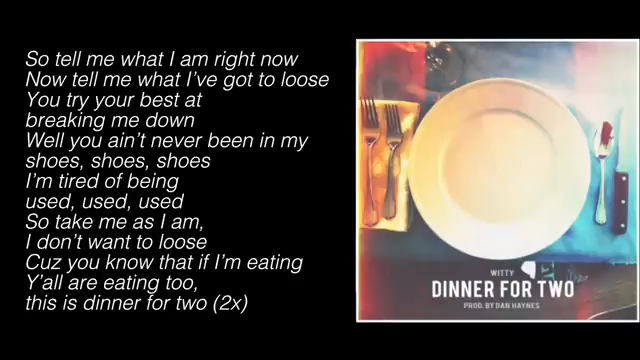 So tell me what I am right now
Now tell me what I've got to loose
You try your best at
breaking me down
Well you ain't never been in my
shoes, shoes, shoes
I'm tired of being
used, used, used
So take me as I am,
I don't want to loose
Cuz you know that if I'm eating
Y'all are eating too,
this is dinner for two (2x)
WITTY
DINNER FOR TWO
PROD. BY DAN HAYNES